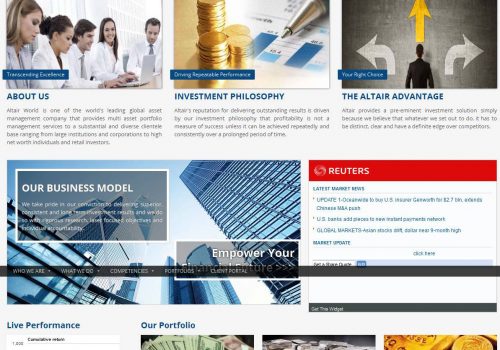 Transcending Excellence
Driving Repeatable Performance
Your Right Choice
ABOUT US
Altair World is one of the world's leading global asset
management company that provides multi asset portfolio
management services to a substantial and diverse clientele
base ranging from large institutions and corporations to high
net worth individuals and retail investors.
INVESTMENT PHILOSOPHY
Altair's reputation for delivering outstanding results is driven
by our investment philosophy that profitability is not a
measure of success unless it can be achieved repeatedly and
consistently over a prolonged period of time.
THE ALTAIR ADVANTAGE
Altair provides a pre-eminent investment solution simply
because we believe that whatever we set out to do, it has to
be distinct, clear and have a definite edge over competitors.
OUR BUSINESS MODEL
We take pride in our conviction to delivering superior,
consistent and long term investment results and we do
so with rigorous research, laser focused objectives and
individual accountability.
Empower Your
Financial Future >>>
REUTERS
LATEST MARKET NEWS
UPDATE 1-Oceanwide to buy U.S. insurer Genworth for $2.7 bln, extends
Chinese M&A push
U.S. banks add pieces to new instant payments network
GLOBAL MARKETS-Asian stocks drift, dollar near 9-month high
MARKET UPDATE
click here
Get a Share Quote
WHO WE ARE
WHAT WE DO
COMPETENCIES
PORTFOLIOS
CLIENT PORTAL
Get This Widget
Live Performance
Our Portfolio
Cumulative return
1,000